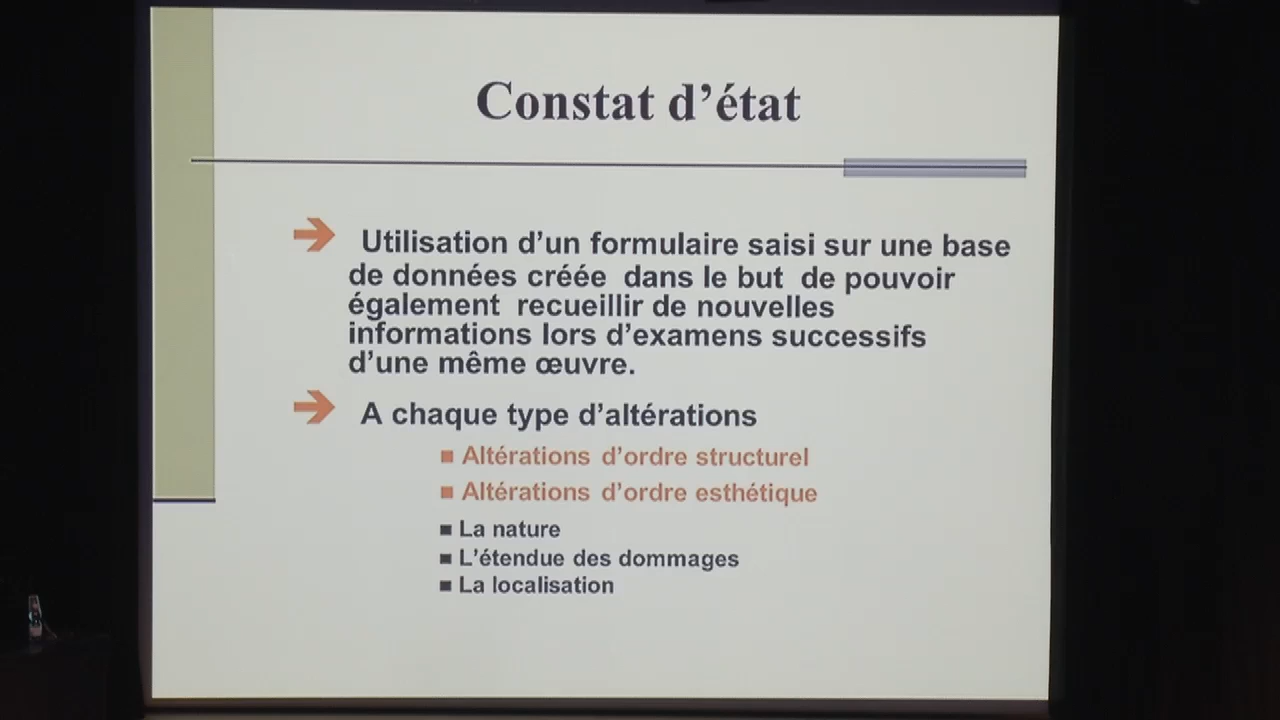 Constat d'état
Utilisation d'un formulaire saisi sur une base
de données créée dans le but de pouvoir
également recueillir de nouvelles
informations lors d'examens successifs
d'une même œuvre.
A chaque type d'altérations
Altérations d'ordre structurel
Altérations d'ordre esthétique
La nature
L'étendue des dommages
La localisation